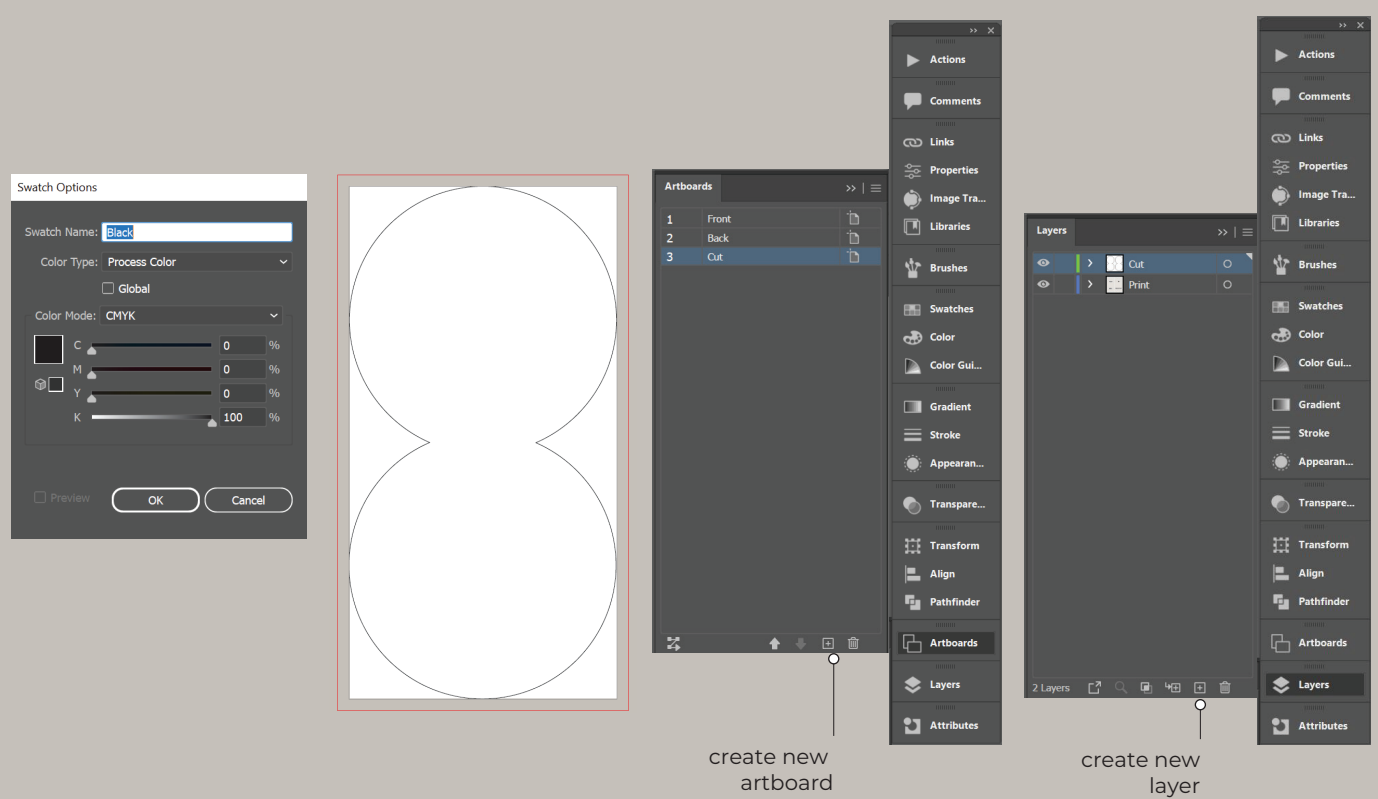 Swatch Options
Swatch Name: Black
Color Type: Process Color
Global
Color Mode: CMYK
C 0 %
M 0 %
Y 0 %
K 100 %
Preview
OK
Cancel
Artboards
1 Front
2 Back
3 Cut
Actions
Comments
Links
Properties
Image Tra...
Libraries
Brushes
Swatches
Color
Color Gui...
Gradient
Stroke
Appearan...
Transpare...
Transform
Align
Pathfinder
Artboards
Layers
Attributes
create new
artboard
Layers
Cut
Print
2 Layers
Actions
Comments
Links
Properties
Image Tra...
Libraries
Brushes
Swatches
Color
Color Gui...
Gradient
Stroke
Appearan...
Transpare...
Transform
Align
Pathfinder
Artboards
Layers
Attributes
create new
layer